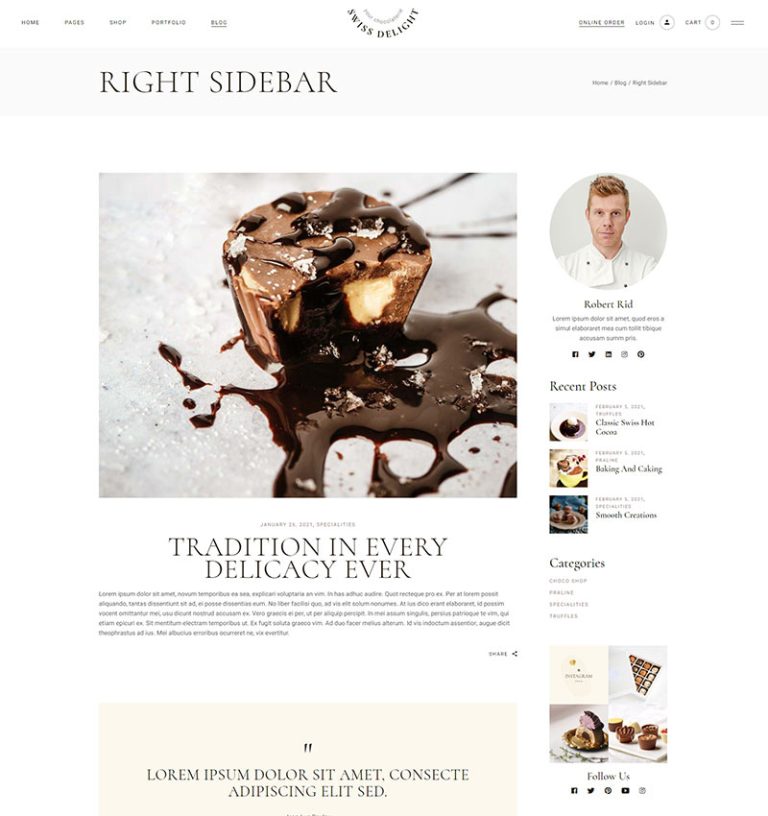 HOME PAGES SHOP PORTFOLIO BLOG
your chocolaterie
SWISS DELIGHT
ONLINE ORDER LOGIN CART 0
RIGHT SIDEBAR
Home / Blog / Right Sidebar
JANUARY 26, 2021, SPECIALITIES
TRADITION IN EVERY
DELICACY EVER
Lorem ipsum dolor sit amet, novum temporibus ea sea, explicari voluptaria an vim. In has adhuc audire. Quot recteque pro ex. Per at lorem possit
aliquando, tantas dissentiunt sit ad, ei posse dissentias eum. No liber facilisi quo, ad vis elit solum nonumes. At ius dico erant elaboraret, id possim
vocent omittantur mei, usu dicunt nostrud accusam ex. Vero graecis ei per, ut per aliquip percipit. In mea assum singulis, persius patrioque te vim, qui
etiam epicuri ex. Sit mentitum electram temporibus ut. Ex fugit soluta graeco vim. Ad duo facer melius alterum. Id vis indoctum assentior, augue dicit
theophrastus ad ius. Mei albucius erroribus ocurreret ne, vix evertitur.
SHARE
"
LOREM IPSUM DOLOR SIT AMET, CONSECTE
ADIPISCING ELIT SED.
Robert Rid
Lorem ipsum dolor sit amet, quod eros a
simul elaboraret mea cum tollit tibique
accusam summ pris.
Recent Posts
FEBRUARY 5, 2021,
TRUFFLES
Classic Swiss Hot
Cocoa
FEBRUARY 5, 2021,
PRALINE
Baking And Caking
FEBRUARY 5, 2021,
SPECIALITIES
Smooth Creations
Categories
CHOCO SHOP
PRALINE
SPECIALITIES
TRUFFLES
INSTAGRAM
Follow Us